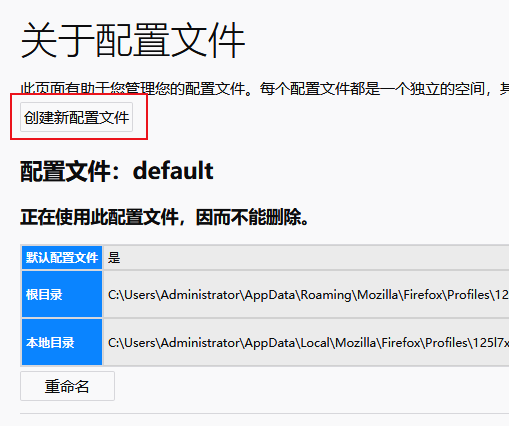 关于配置文件
此页面有助于您管理您的配置文件。每个配置文件都是一个独立的空间，其
创建新配置文件
配置文件：default
正在使用此配置文件，因而不能删除。
默认配置文件 是
根目录 C:\Users\Administrator\AppData\Roaming\Mozilla\Firefox\Profiles\12
本地目录 C:\Users\Administrator\AppData\Local\Mozilla\Firefox\Profiles\125l7x
重命名